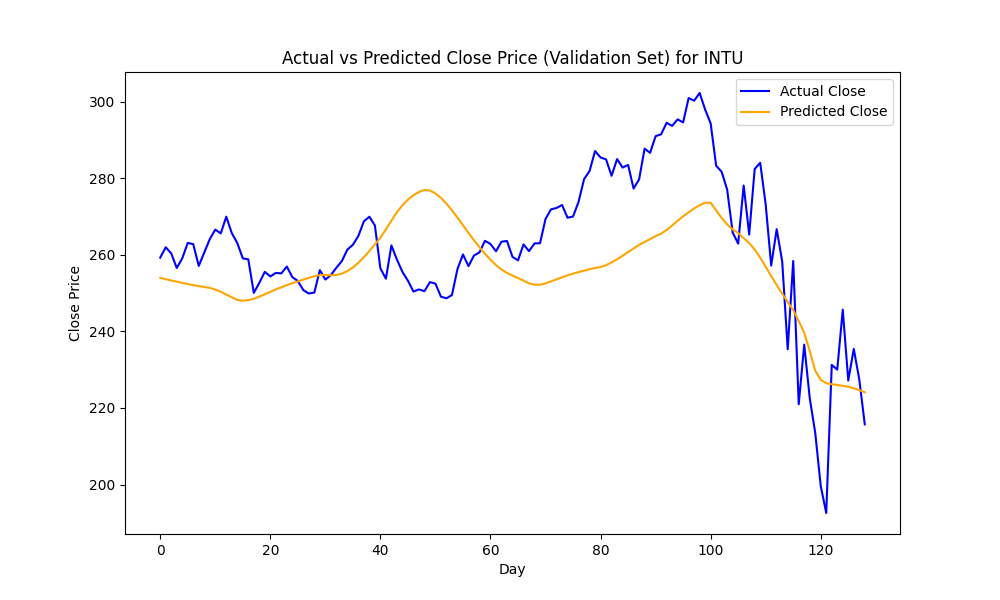 Actual vs Predicted Close Price (Validation Set) for INTU
Actual Close
Predicted Close
Close Price
300
280
260
240
220
200
0 20 40 60 80 100 120
Day